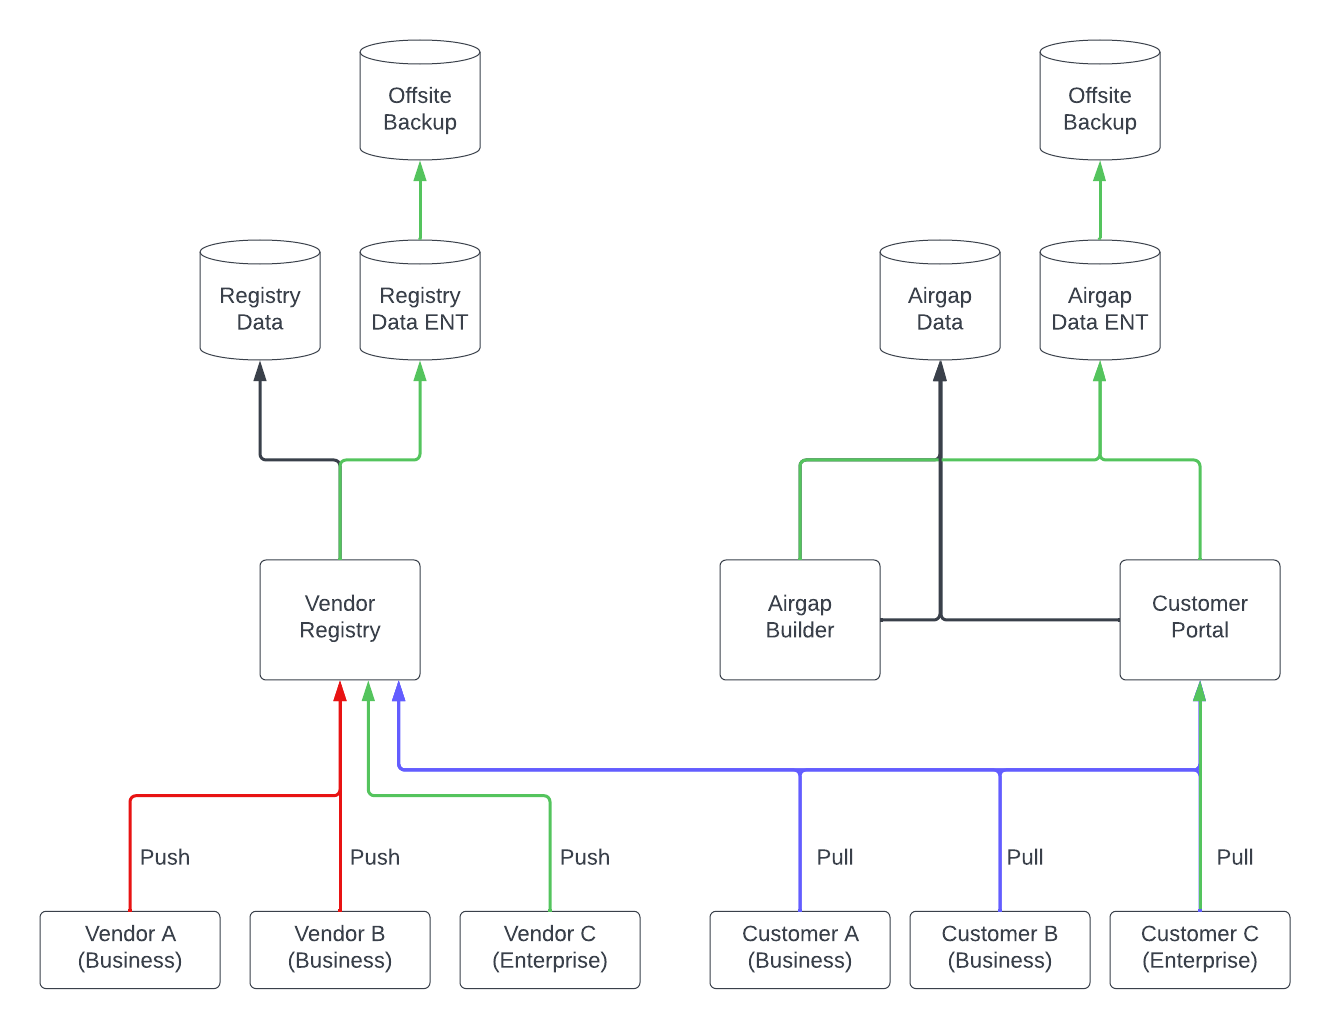 Offsite
Backup
Offsite
Backup
Registry
Data
Registry
Data ENT
Airgap
Data
Airgap
Data ENT
Vendor
Registry
Airgap
Builder
Customer
Portal
Push
Push
Push
Pull
Pull
Pull
Vendor A
(Business)
Vendor B
(Business)
Vendor C
(Enterprise)
Customer A
(Business)
Customer B
(Business)
Customer C
(Enterprise)